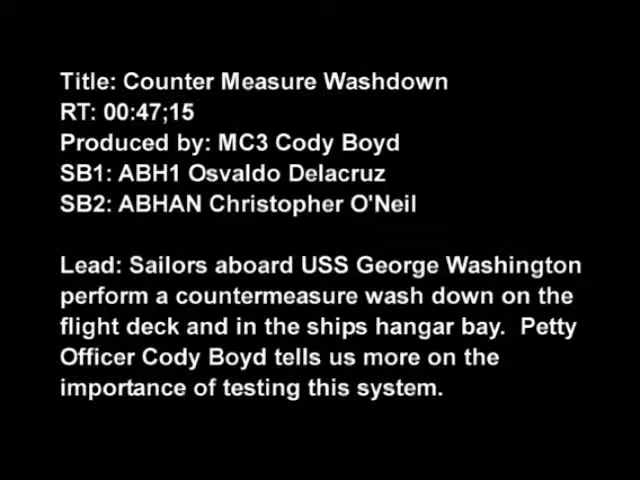 Title: Counter Measure Washdown
RT: 00:47;15
Produced by: MC3 Cody Boyd
SB1: ABH1 Osvaldo Delacruz
SB2: ABHAN Christopher O'Neil
Lead: Sailors aboard USS George Washington
perform a countermeasure wash down on the
flight deck and in the ships hangar bay.  Petty
Officer Cody Boyd tells us more on the
importance of testing this system.